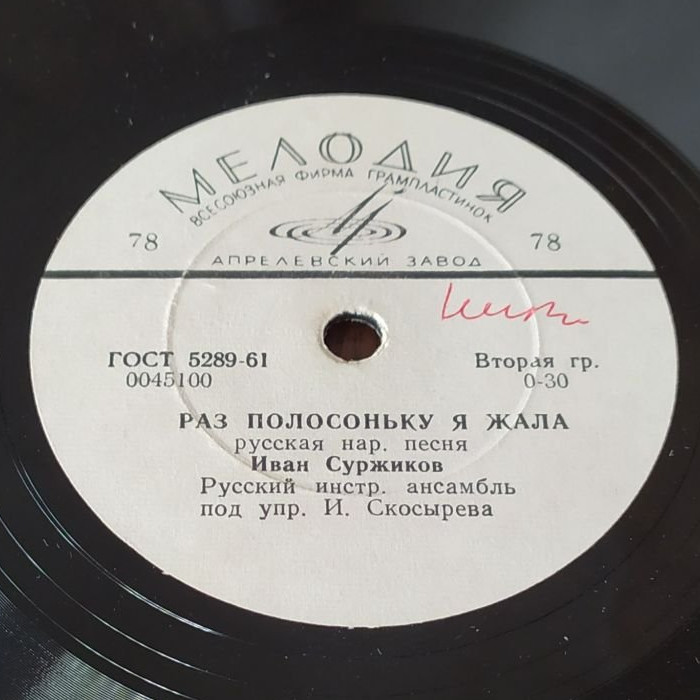 МЕЛОДИЯ
ВСЕСОЮЗНАЯ ФИРМА ГРАМПЛАСТИНОК
78 78
АПРЕЛЕВСКИЙ ЗАВОД
ГОСТ 5289-61 Вторая гр.
0045100 0-30
РАЗ ПОЛОСОНЬКУ Я ЖАЛА
русская нар. песня
Иван Суржиков
Русский инстр. ансамбль
под упр. И. Скосырева